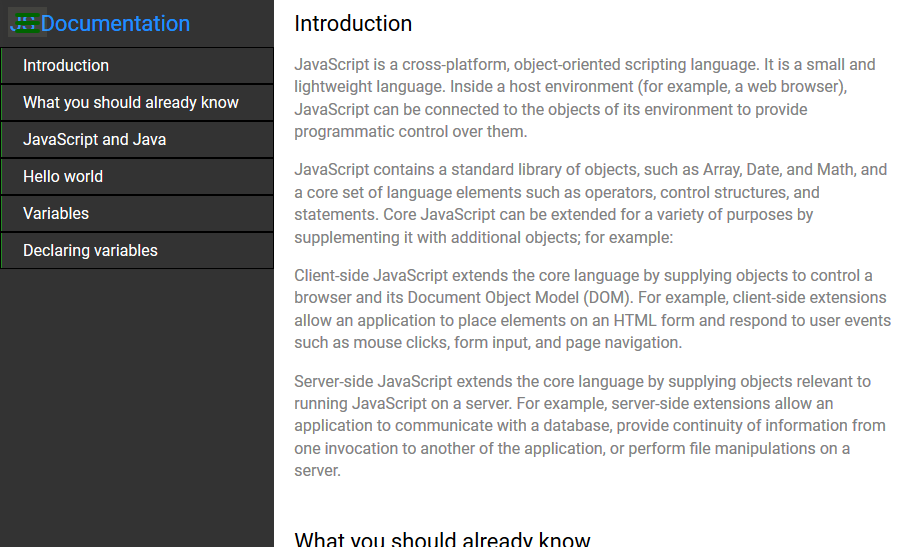 JS Documentation
Introduction
What you should already know
JavaScript and Java
Hello world
Variables
Declaring variables
Introduction
JavaScript is a cross-platform, object-oriented scripting language. It is a small and
lightweight language. Inside a host environment (for example, a web browser),
JavaScript can be connected to the objects of its environment to provide
programmatic control over them.
JavaScript contains a standard library of objects, such as Array, Date, and Math, and
a core set of language elements such as operators, control structures, and
statements. Core JavaScript can be extended for a variety of purposes by
supplementing it with additional objects; for example:
Client-side JavaScript extends the core language by supplying objects to control a
browser and its Document Object Model (DOM). For example, client-side extensions
allow an application to place elements on an HTML form and respond to user events
such as mouse clicks, form input, and page navigation.
Server-side JavaScript extends the core language by supplying objects relevant to
running JavaScript on a server. For example, server-side extensions allow an
application to communicate with a database, provide continuity of information from
one invocation to another of the application, or perform file manipulations on a
server.
What you should already know